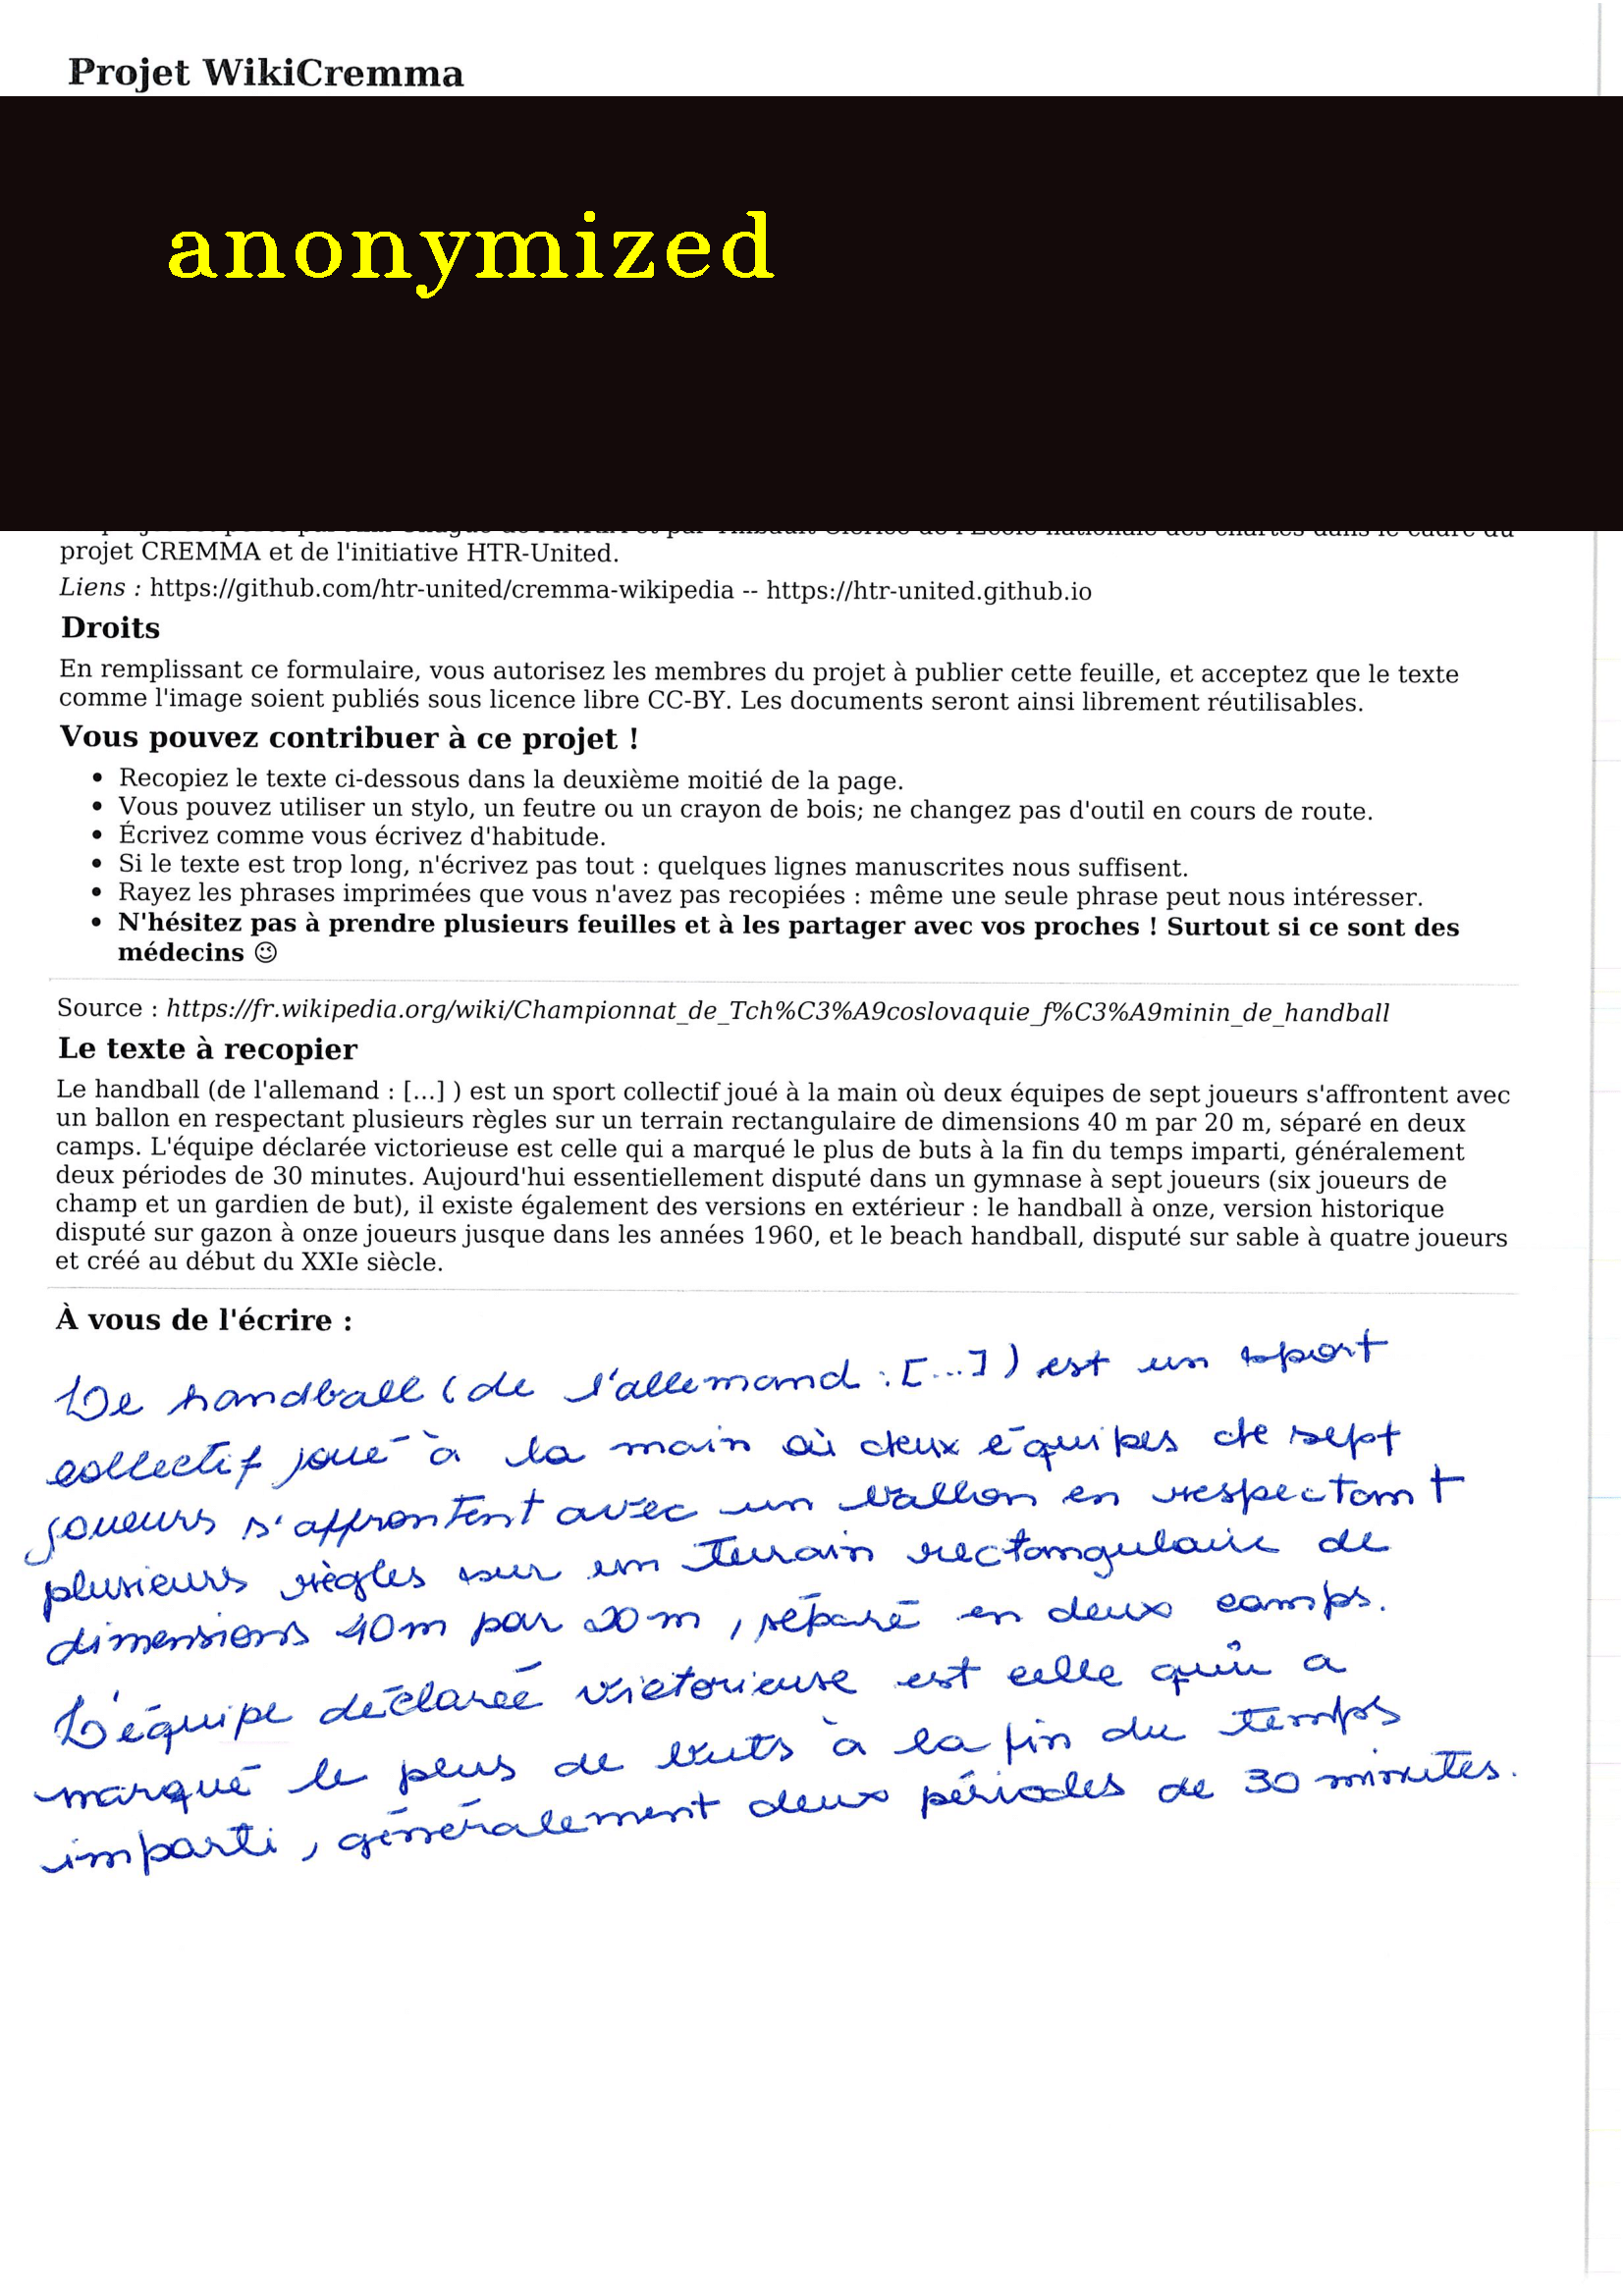 Projet WikiCremma
anonymized
projet CREMMA et de l'initiative HTR-United.
Liens : https://github.com/htr-united/cremma-wikipedia -- https://htr-united.github.io
Droits
En remplissant ce formulaire, vous autorisez les membres du projet à publier cette feuille, et acceptez que le texte
comme l'image soient publiés sous licence libre CC-BY. Les documents seront ainsi librement réutilisables.
Vous pouvez contribuer à ce projet !
• Recopiez le texte ci-dessous dans la deuxième moitié de la page.
• Vous pouvez utiliser un stylo, un feutre ou un crayon de bois; ne changez pas d'outil en cours de route.
• Écrivez comme vous écrivez d'habitude.
• Si le texte est trop long, n'écrivez pas tout : quelques lignes manuscrites nous suffisent.
• Rayez les phrases imprimées que vous n'avez pas recopiées : même une seule phrase peut nous intéresser.
• N'hésitez pas à prendre plusieurs feuilles et à les partager avec vos proches ! Surtout si ce sont des
médecins 😉
Source : https://fr.wikipedia.org/wiki/Championnat_de_Tch%C3%A9coslovaquie_f%C3%A9minin_de_handball
Le texte à recopier
Le handball (de l'allemand : [...] ) est un sport collectif joué à la main où deux équipes de sept joueurs s'affrontent avec
un ballon en respectant plusieurs règles sur un terrain rectangulaire de dimensions 40 m par 20 m, séparé en deux
camps. L'équipe déclarée victorieuse est celle qui a marqué le plus de buts à la fin du temps imparti, généralement
deux périodes de 30 minutes. Aujourd'hui essentiellement disputé dans un gymnase à sept joueurs (six joueurs de
champ et un gardien de but), il existe également des versions en extérieur : le handball à onze, version historique
disputé sur gazon à onze joueurs jusque dans les années 1960, et le beach handball, disputé sur sable à quatre joueurs
et créé au début du XXIe siècle.
À vous de l'écrire :
Le handball (de l'allemand : [...] ) est un sport
collectif joué à la main où deux équipes de sept
joueurs s'affrontent avec un ballon en respectant
plusieurs règles sur un terrain rectangulaire de
dimensions 40 m par 20 m, séparé en deux camps.
L'équipe déclarée victorieuse est celle qui a
marqué le plus de buts à la fin du temps
imparti, généralement deux périodes de 30 minutes.